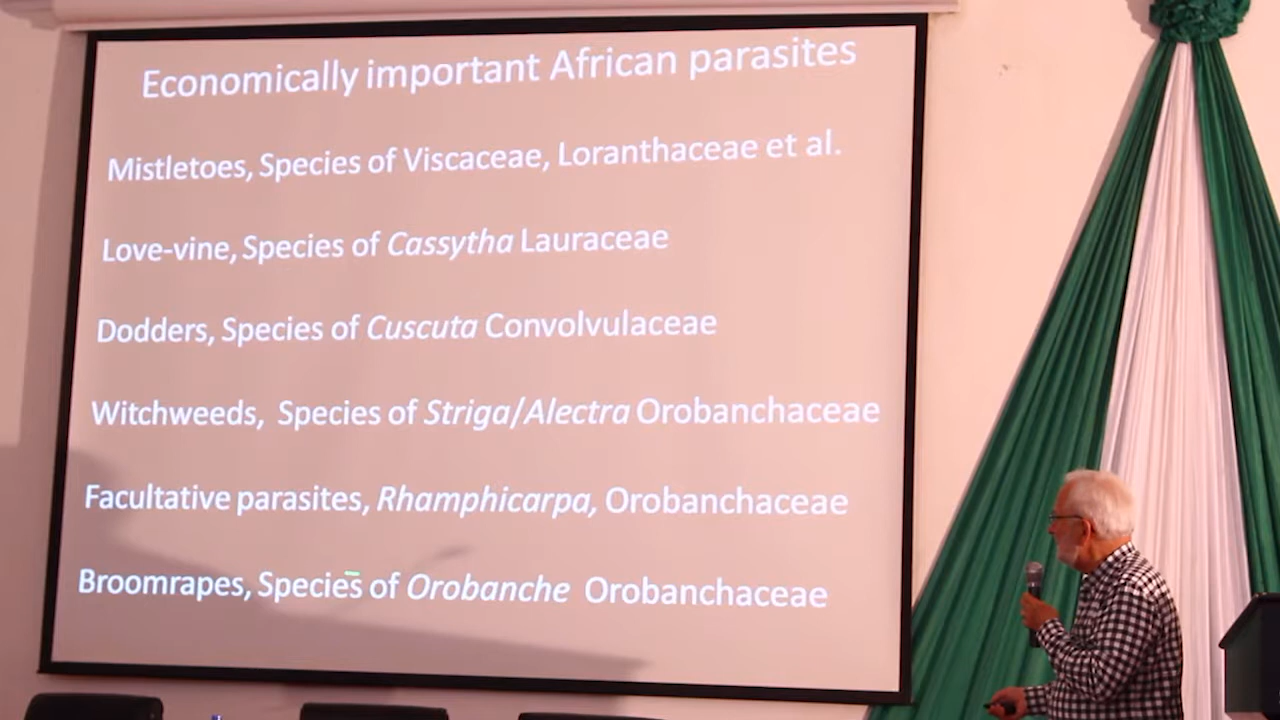 Economically important African parasites
Mistletoes, Species of Viscaceae, Loranthaceae et al.
Love-vine, Species of Cassytha Lauraceae
Dodders, Species of Cuscuta Convolvulaceae
Witchweeds, Species of Striga/Alectra Orobanchaceae
Facultative parasites, Rhamphicarpa, Orobanchaceae
Broomrapes, Species of Orobanche Orobanchaceae